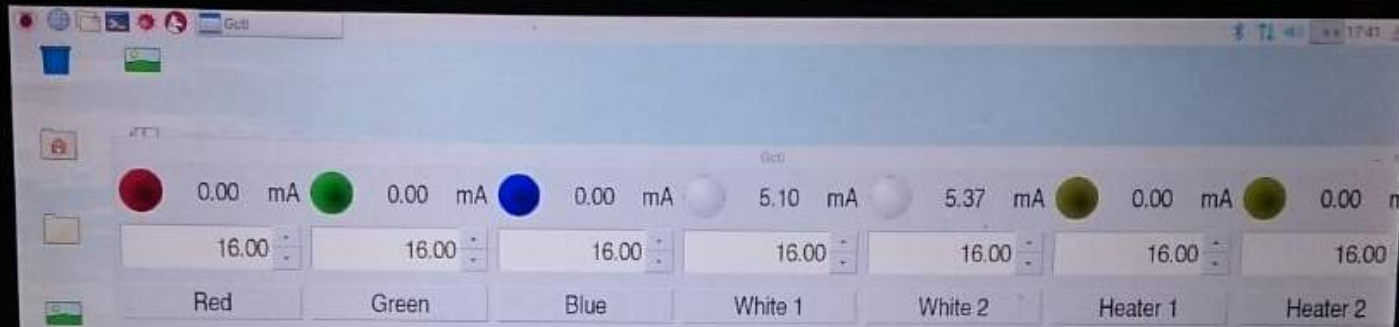 Gctl
17:41
Gctl
0.00 mA 0.00 mA 0.00 mA 5.10 mA 5.37 mA 0.00 mA 0.00
16.00 16.00 16.00 16.00 16.00 16.00 16.00
Red Green Blue White 1 White 2 Heater 1 Heater 2